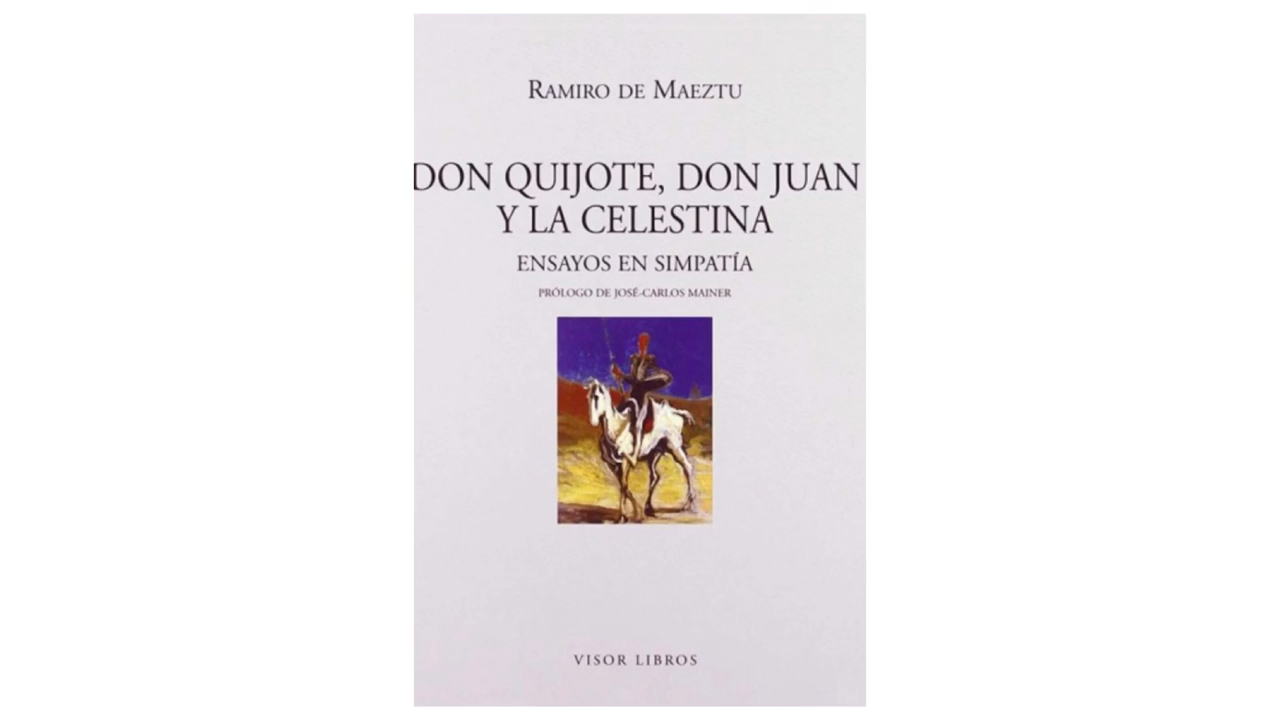 RAMIRO DE MAEZTU
DON QUIJOTE, DON JUAN
Y LA CELESTINA
ENSAYOS EN SIMPATÍA
PRÓLOGO DE JOSÉ-CARLOS MAINER
VISOR LIBROS